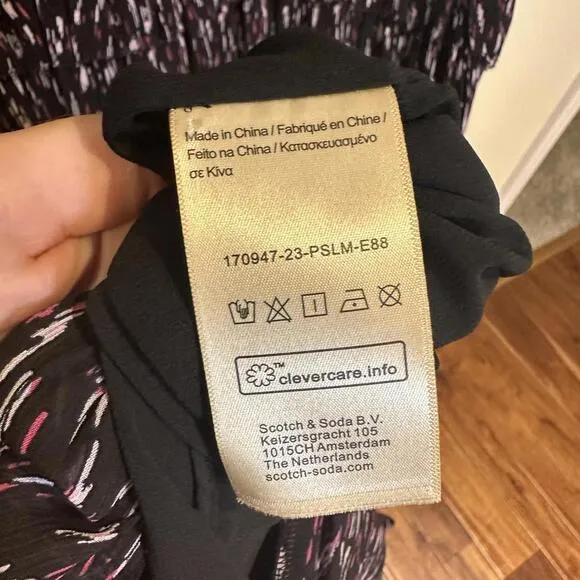 Made in China / Fabriqué en Chine /
Feito na China / Κατασκευασμένο
σε Κίνα
170947-23-PSLM-E88
clevercare.info™
Scotch & Soda B.V.
Keizersgracht 105
1015CH Amsterdam
The Netherlands
scotch-soda.com